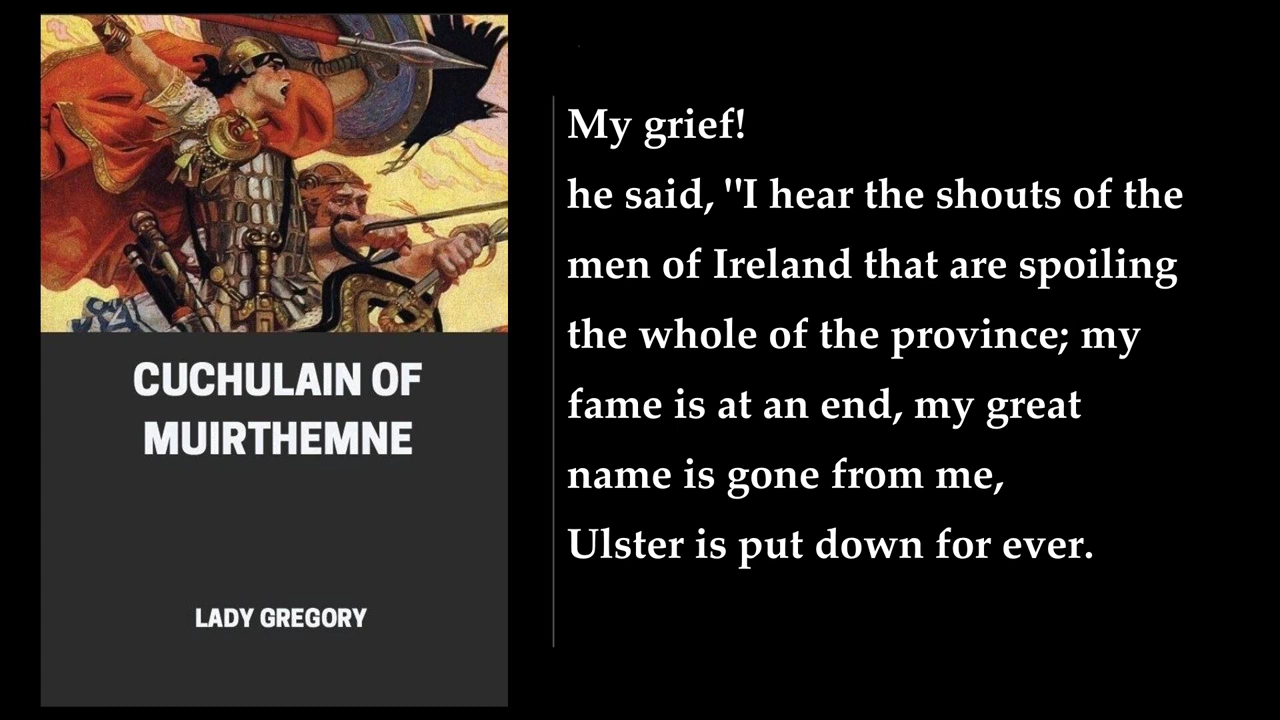 CUCHULAIN OF
MUIRTHEMNE
LADY GREGORY
My grief!
he said, "I hear the shouts of the
men of Ireland that are spoiling
the whole of the province; my
fame is at an end, my great
name is gone from me,
Ulster is put down for ever.